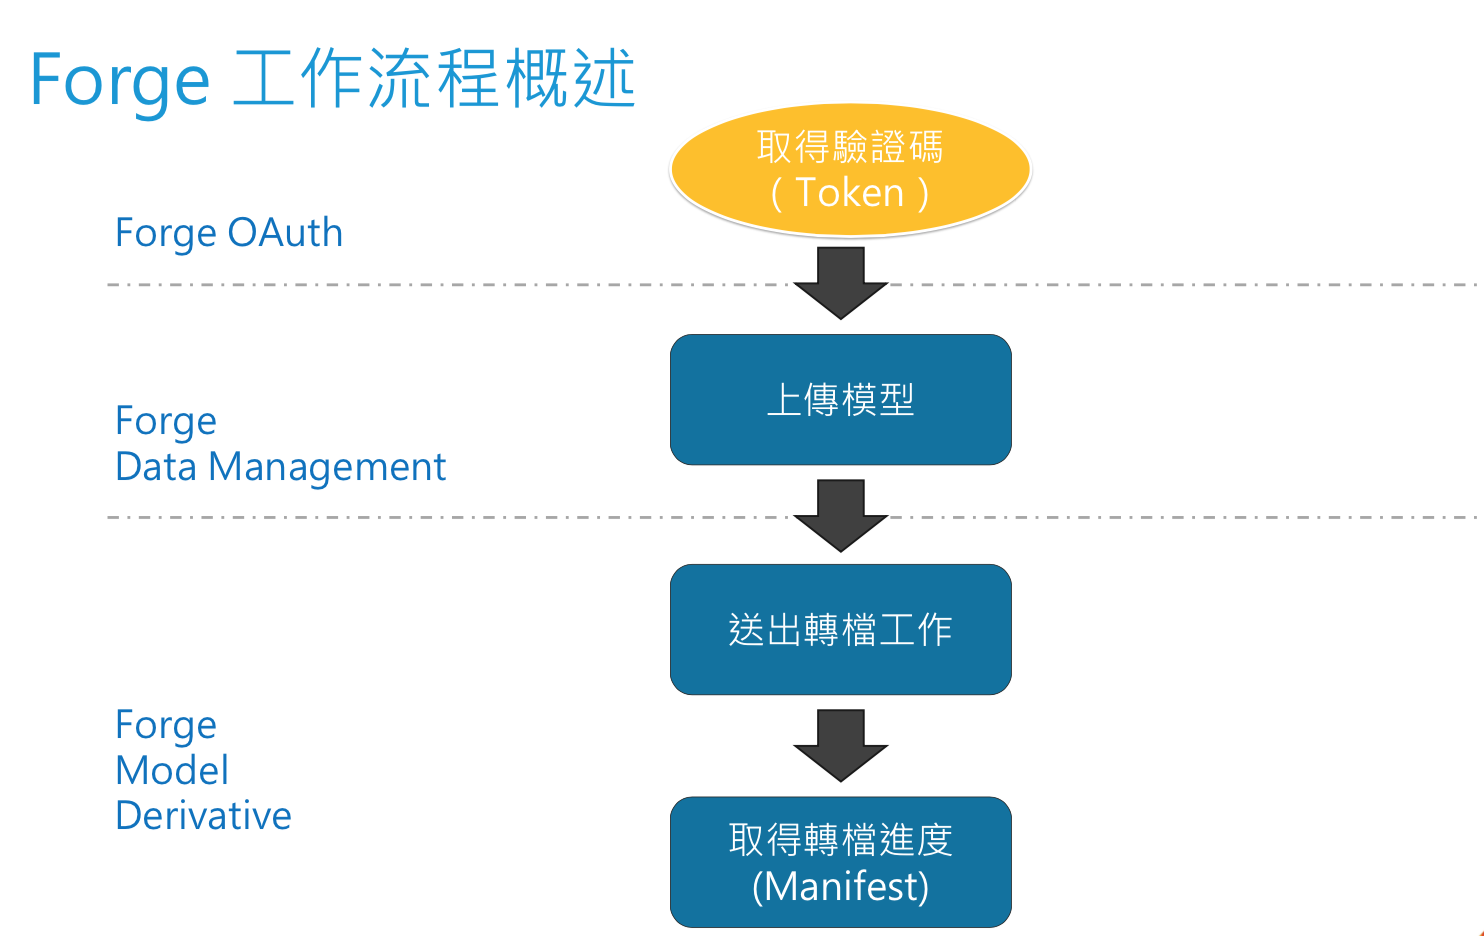 Forge 工作流程概述
取得驗證碼
( Token )
Forge OAuth
上傳模型
Forge
Data Management
送出轉檔工作
Forge
Model
Derivative
取得轉檔進度
(Manifest)